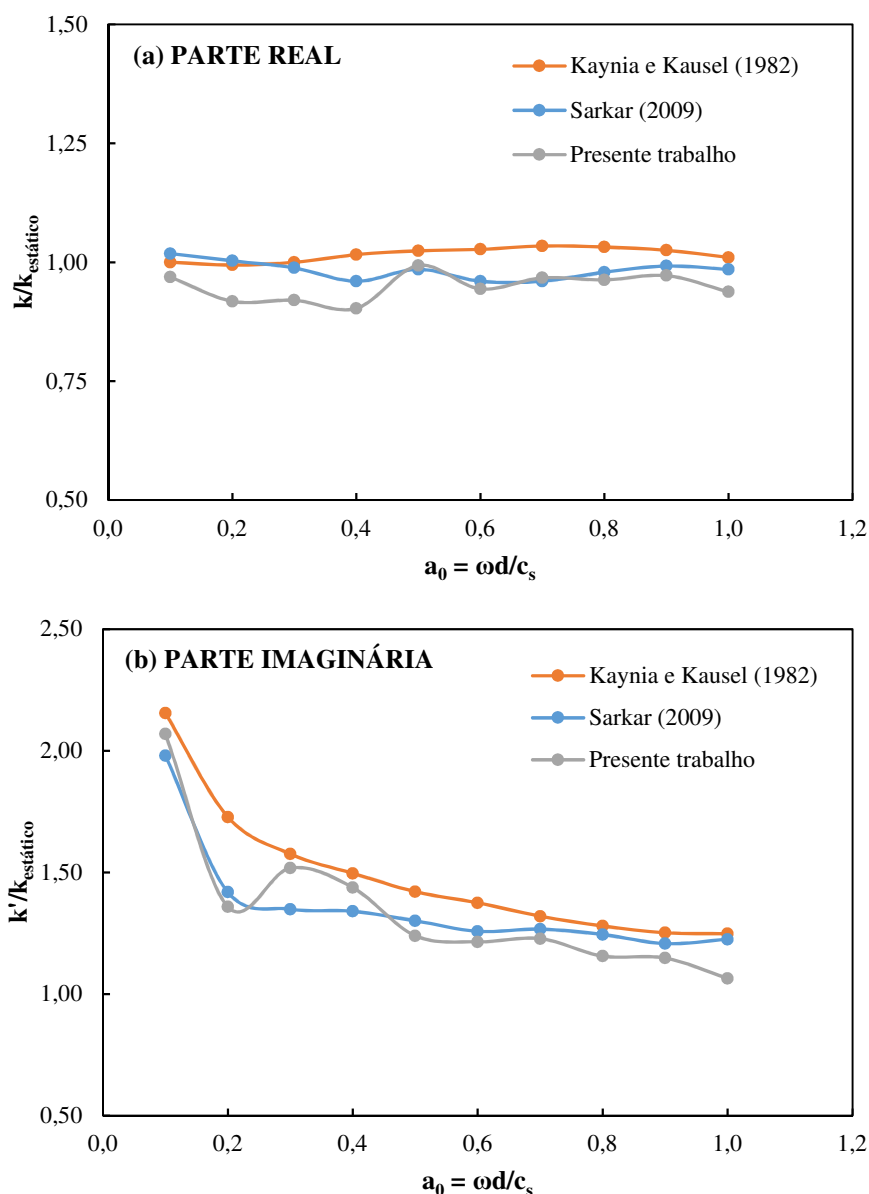 (a) PARTE REAL
Kaynia e Kausel (1982)
Sarkar (2009)
Presente trabalho
k/kestático
1,50
1,25
1,00
0,75
0,50
0,0 0,2 0,4 0,6 0,8 1,0 1,2
a0 = ωd/cs
(b) PARTE IMAGINÁRIA
Kaynia e Kausel (1982)
Sarkar (2009)
Presente trabalho
k'/kestático
2,50
2,00
1,50
1,00
0,50
0,0 0,2 0,4 0,6 0,8 1,0 1,2
a0 = ωd/cs